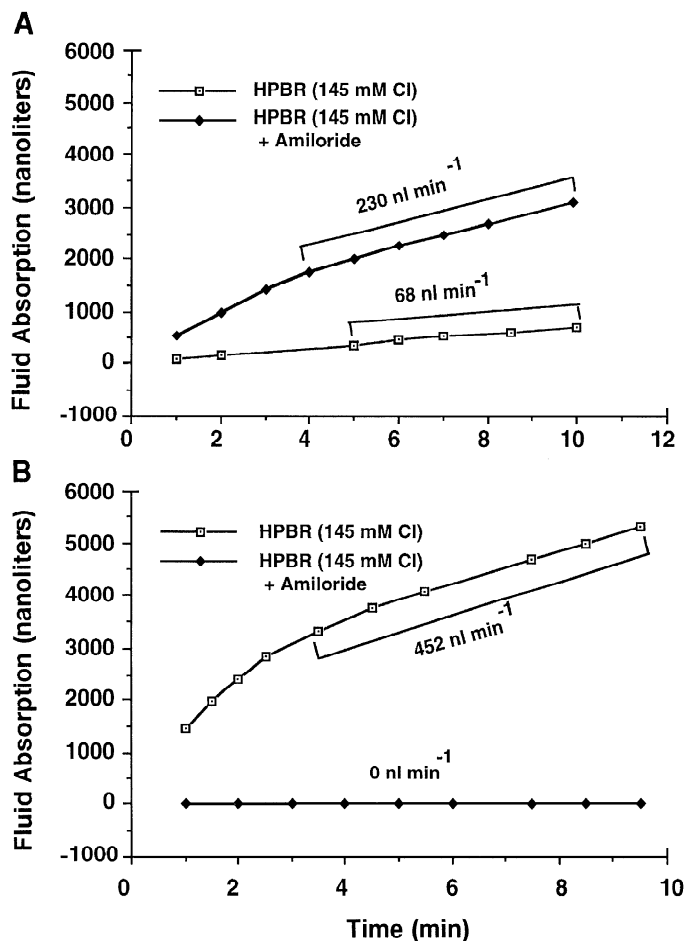 A
6000
5000
4000
3000
2000
1000
0
-1000
Fluid Absorption (nanoliters)
HPBR (145 mM Cl)
HPBR (145 mM Cl)
+ Amiloride
230 nl min-1
68 nl min-1
0 2 4 6 8 10 12
B
6000
5000
4000
3000
2000
1000
0
-1000
Fluid Absorption (nanoliters)
HPBR (145 mM Cl)
HPBR (145 mM Cl)
+ Amiloride
452 nl min-1
0 nl min-1
0 2 4 6 8 10
Time (min)